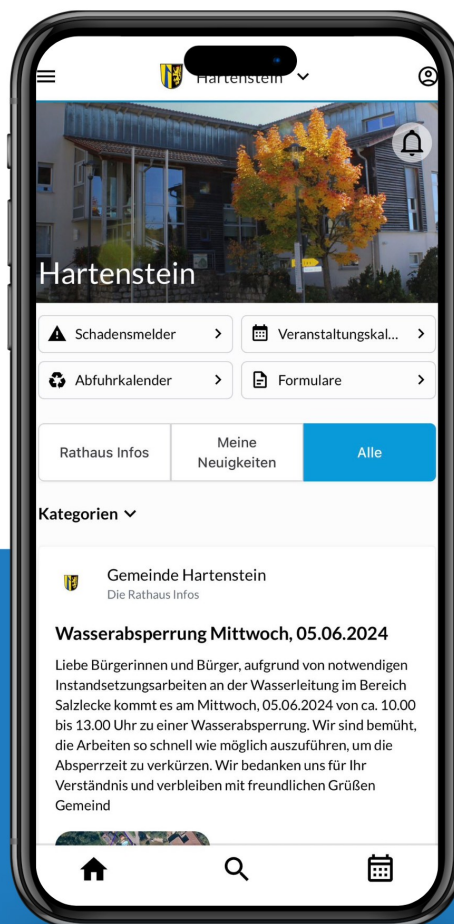 Hartenstein
Hartenstein
Schadensmelder
Veranstaltungskal...
Abfuhrkalender
Formulare
Rathaus Infos
Meine
Neuigkeiten
Alle
Kategorien
Gemeinde Hartenstein
Die Rathaus Infos
Wasserabsperrung Mittwoch, 05.06.2024
Liebe Bürgerinnen und Bürger, aufgrund von notwendigen
Instandsetzungsarbeiten an der Wasserleitung im Bereich
Salzlecke kommt es am Mittwoch, 05.06.2024 von ca. 10.00
bis 13.00 Uhr zu einer Wasserabsperrung. Wir sind bemüht,
die Arbeiten so schnell wie möglich auszuführen, um die
Absperrzeit zu verkürzen. Wir bedanken uns für Ihr
Verständnis und verbleiben mit freundlichen Grüßen
Gemeind